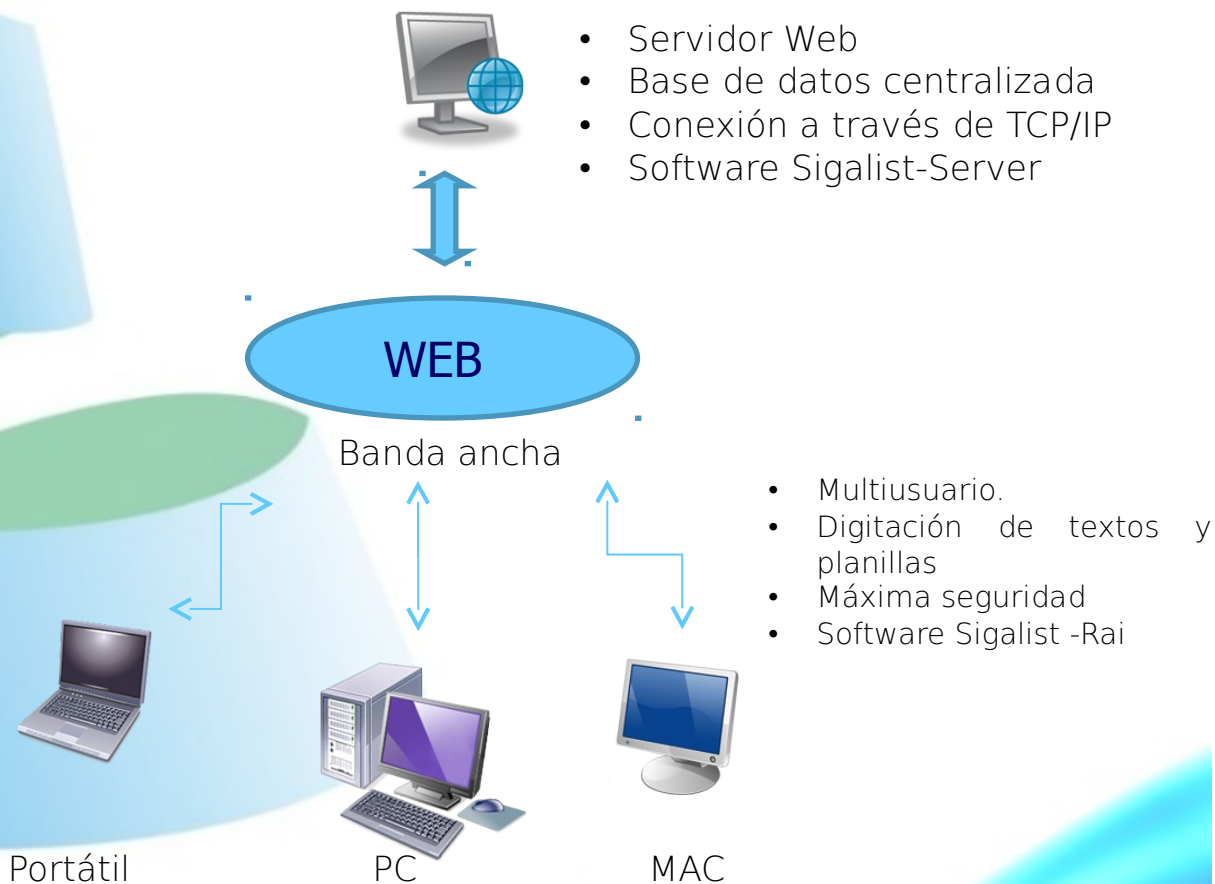 • Servidor Web
• Base de datos centralizada
• Conexión a través de TCP/IP
• Software Sigalist-Server
WEB
Banda ancha
• Multiusuario.
• Digitación de textos y
planillas
• Máxima seguridad
• Software Sigalist -Rai
Portátil
PC
MAC